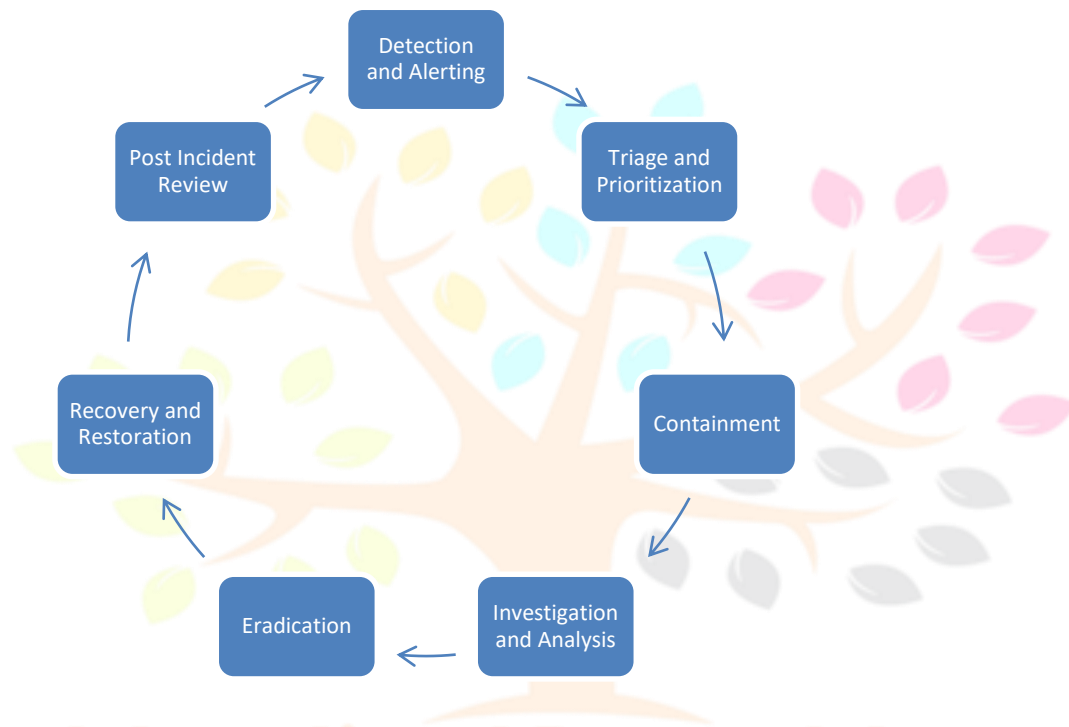 Detection
and Alerting
Triage and
Prioritization
Containment
Investigation
and Analysis
Eradication
Recovery and
Restoration
Post Incident
Review